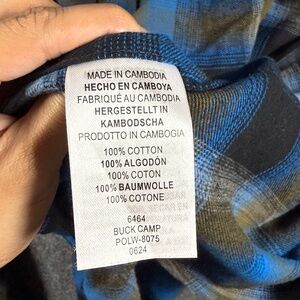 MADE IN CAMBODIA
HECHO EN CAMBOYA
FABRIQUÉ AU CAMBODIA
HERGESTELLT IN
KAMBODSCHA
PRODOTTO IN CAMBOGIA
100% COTTON
100% ALGODÓN
100% COTON
100% BAUMWOLLE
100% COTONE
6464
BUCK CAMP
POLW-8075
0624